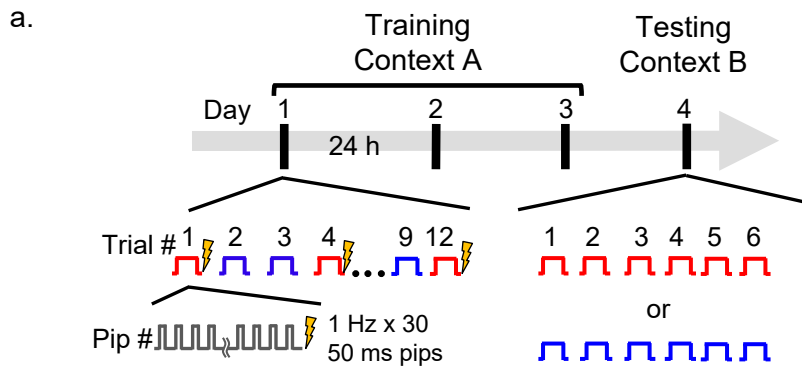 a.
Training
Context A
Testing
Context B
Day 1 2 3 4
24 h
Trial # 1 2 3 4 9 12 1 2 3 4 5 6
or
Pip # 1 Hz x 30
50 ms pips